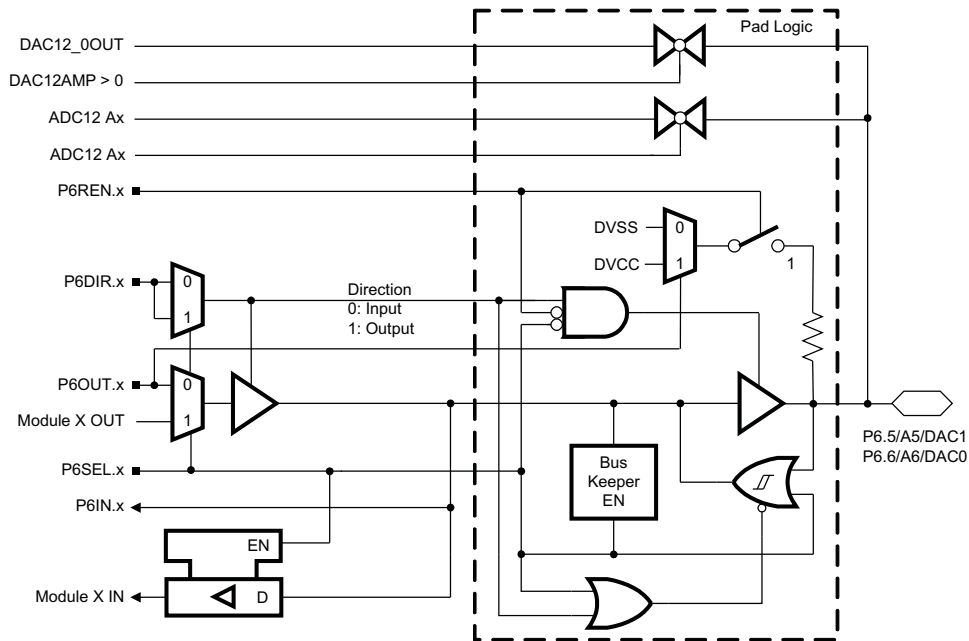 Pad Logic
DAC12_0OUT
DAC12AMP > 0
ADC12 Ax
ADC12 Ax
P6REN.x
DVSS
0
DVCC
1
1
P6DIR.x
0
1
Direction
0: Input
1: Output
P6OUT.x
0
Module X OUT
1
P6SEL.x
P6IN.x
Bus
Keeper
EN
P6.5/A5/DAC1
P6.6/A6/DAC0
EN
Module X IN
D